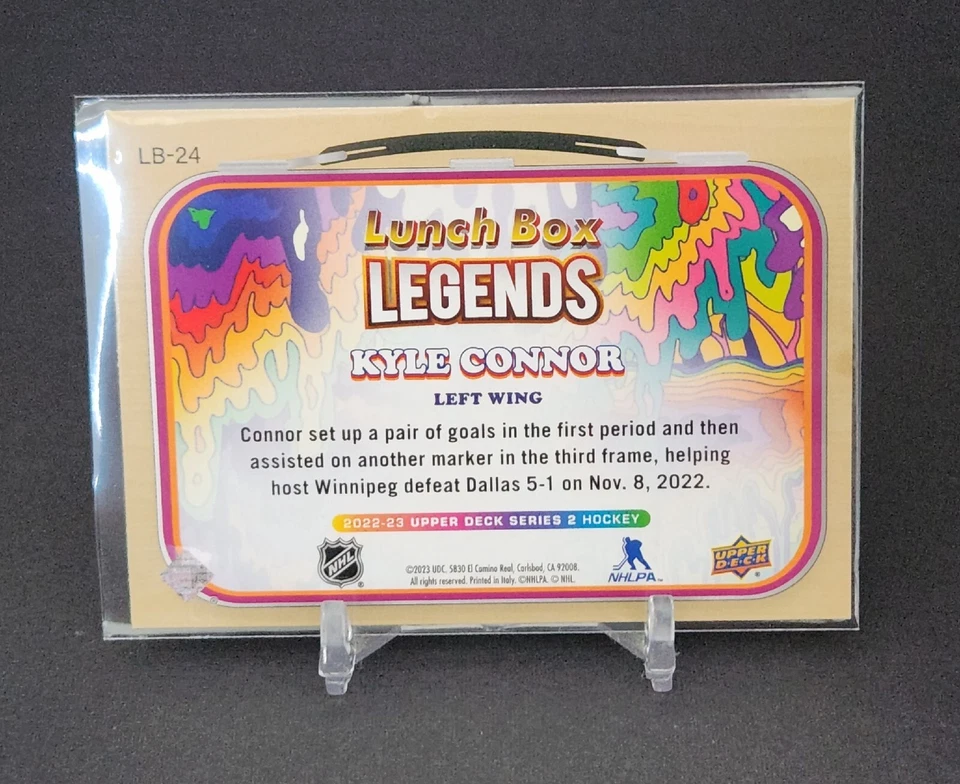 LB-24
Lunch Box
LEGENDS
KYLE CONNOR
LEFT WING
Connor set up a pair of goals in the first period and then
assisted on another marker in the third frame, helping
host Winnipeg defeat Dallas 5-1 on Nov. 8, 2022.
2022-23 UPPER DECK SERIES 2 HOCKEY
NHL
©2023 UDC. 5830 El Camino Real, Carlsbad, CA 92008.
All rights reserved. Printed in Italy. ©NHLPA. © NHL.
NHLPA
UPPER
DECK